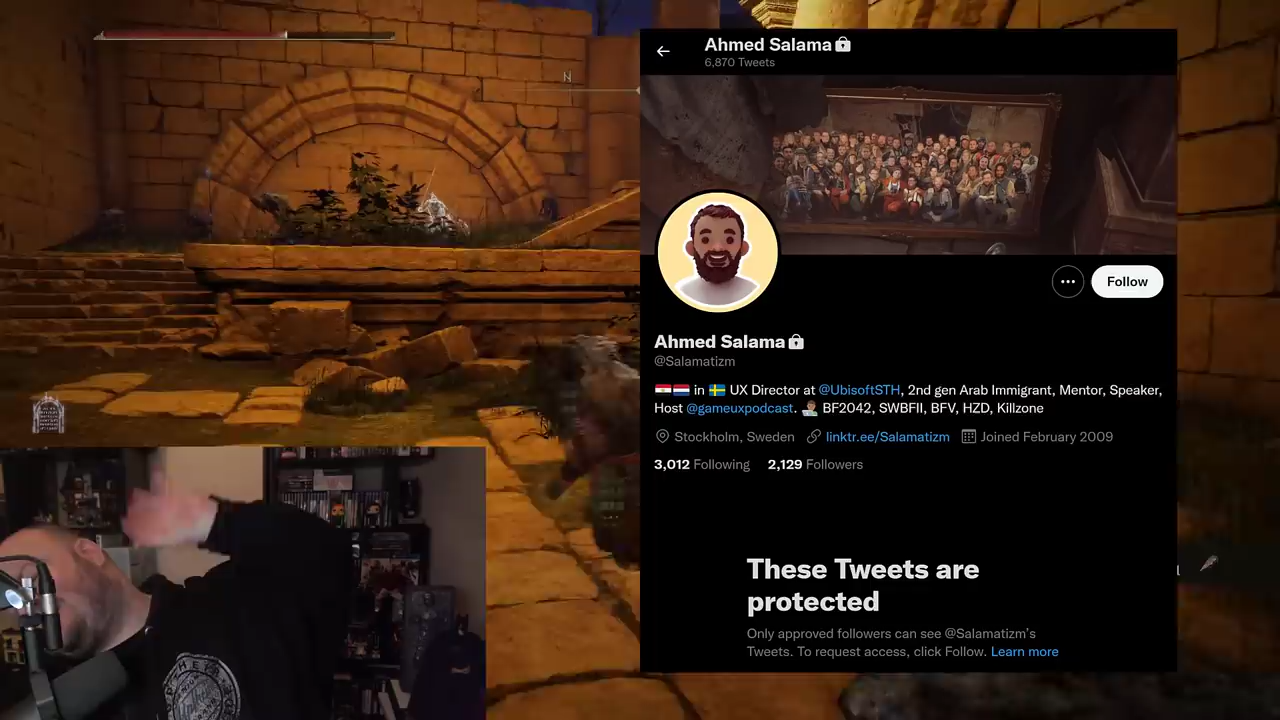 N
Ahmed Salama
6,870 Tweets
Follow
Ahmed Salama
@Salamatizm
🇪🇬🇳🇱 in 🇸🇪 UX Director at @UbisoftSTH, 2nd gen Arab Immigrant, Mentor, Speaker,
Host @gameuxpodcast. 👨🏽‍💻 BF2042, SWBFII, BFV, HZD, Killzone
Stockholm, Sweden linktr.ee/Salamatizm Joined February 2009
3,012 Following 2,129 Followers
These Tweets are
protected
Only approved followers can see @Salamatizm's
Tweets. To request access, click Follow. Learn more